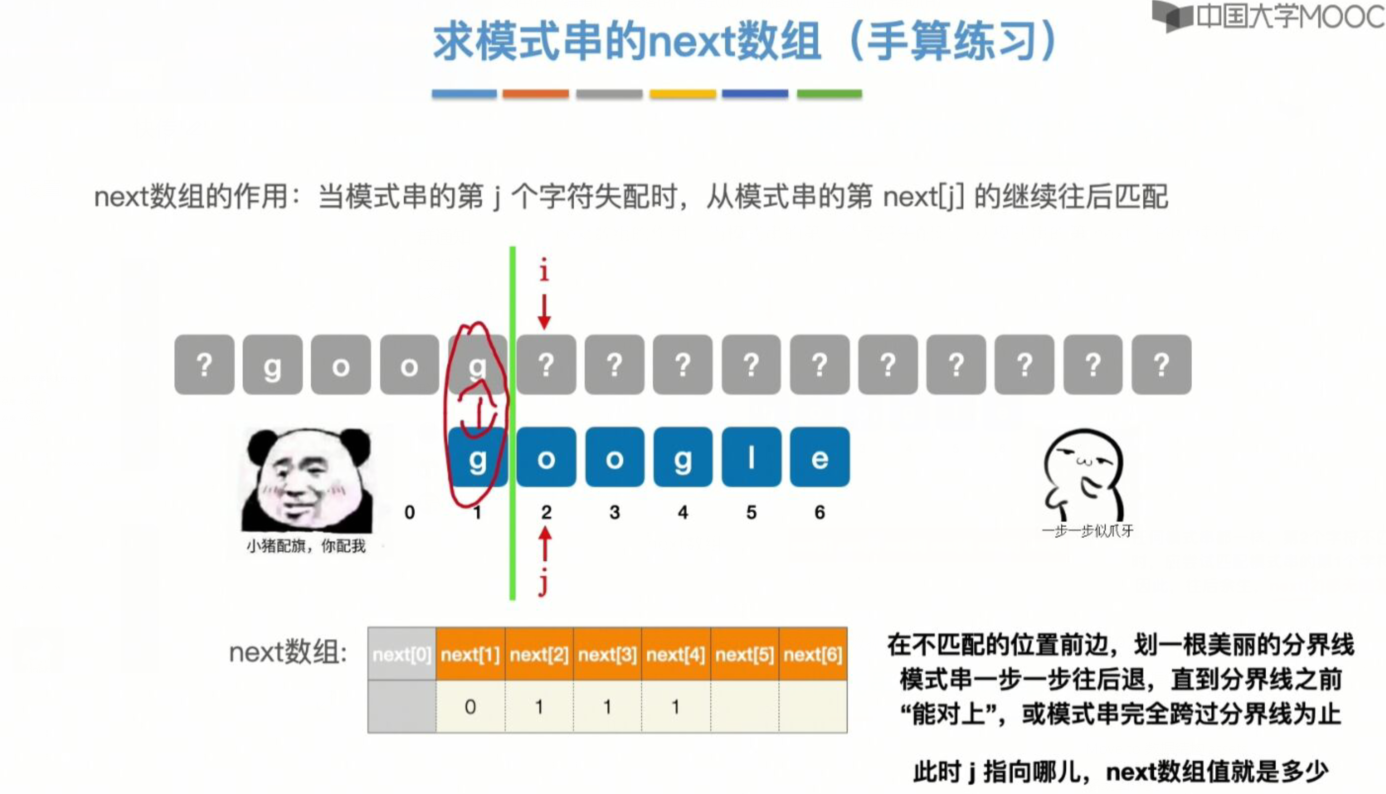 中国大学MOOC
求模式串的next数组（手算练习）
next数组的作用：当模式串的第 j 个字符失配时，从模式串的第 next[j] 的继续往后匹配
i
? g o o g ? ? ? ? ? ? ? ? ? ?
g o o g l e
0 1 2 3 4 5 6
小猪配旗，你配我
一步一步似爪牙
j
next数组:
next[0] next[1] next[2] next[3] next[4] next[5] next[6]
0 1 1 1
在不匹配的位置前边，划一根美丽的分界线
模式串一步一步往后退，直到分界线之前
“能对上”，或模式串完全跨过分界线为止
此时 j 指向哪儿，next数组值就是多少